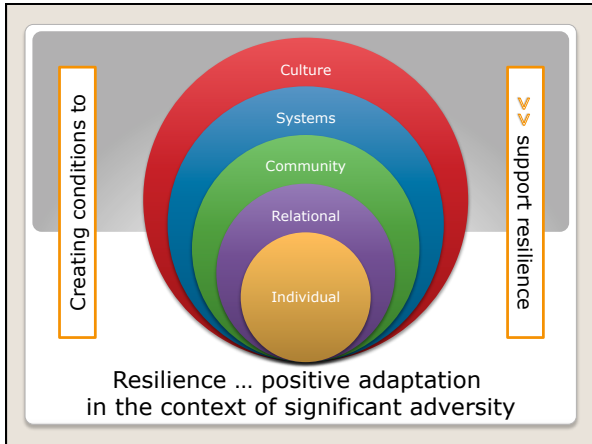 Creating conditions to
Culture
Systems
Community
Relational
Individual
>> support resilience
Resilience ... positive adaptation
in the context of significant adversity